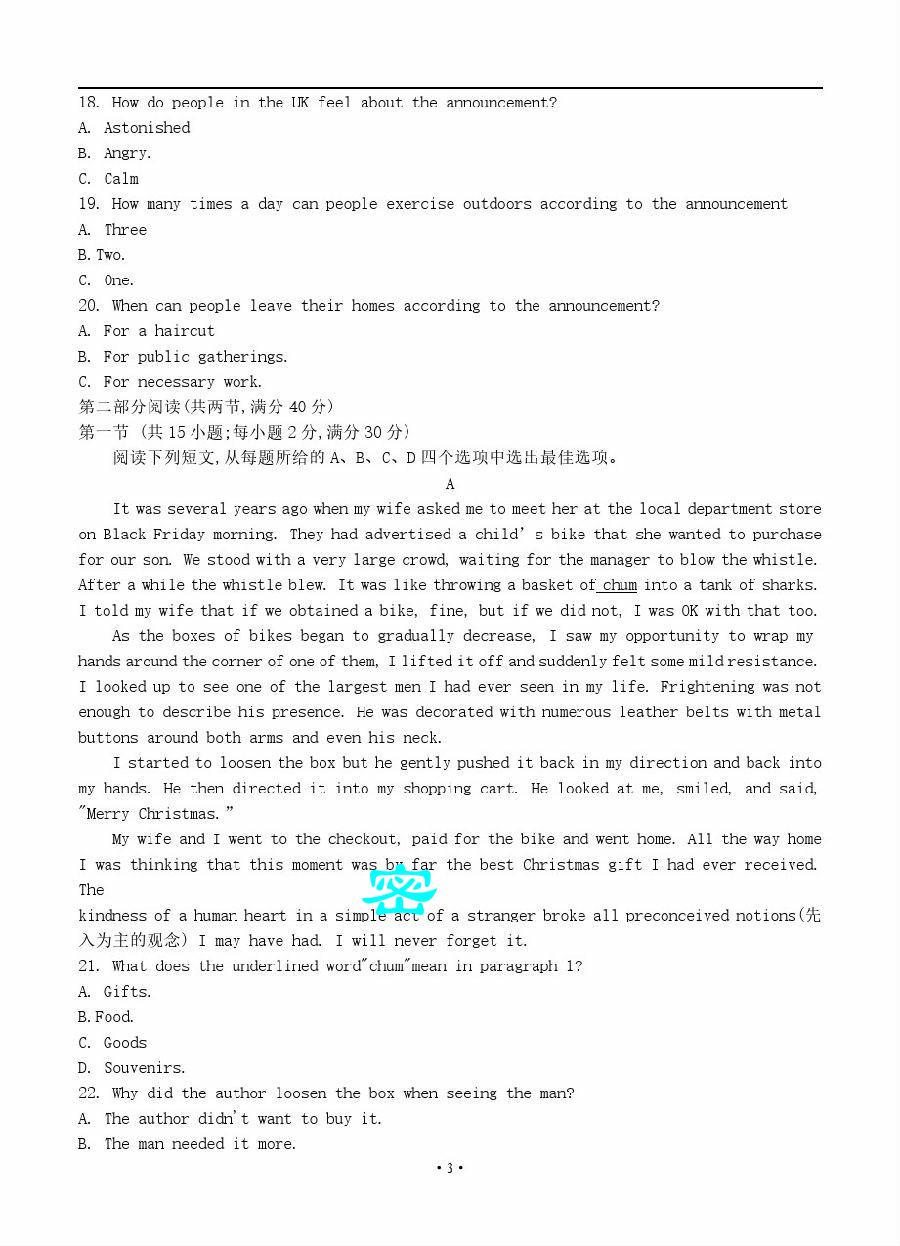 18. How do people in the UK feel about the announcement?
A. Astonished
B. Angry.
C. Calm
19. How many times a day can people exercise outdoors according to the announcement
A. Three
B. Two.
C. One.
20. When can people leave their homes according to the announcement?
A. For a haircut
B. For public gatherings.
C. For necessary work.
第二部分阅读(共两节,满分 40 分)
第一节 (共 15 小题;每小题 2 分,满分 30 分)
阅读下列短文,从每题所给的 A、B、C、D 四个选项中选出最佳选项。
A
It was several years ago when my wife asked me to meet her at the local department store
on Black Friday morning. They had advertised a child’s bike that she wanted to purchase
for our son. We stood with a very large crowd, waiting for the manager to blow the whistle.
After a while the whistle blew. It was like throwing a basket of chum into a tank of sharks.
I told my wife that if we obtained a bike, fine, but if we did not, I was OK with that too.
As the boxes of bikes began to gradually decrease, I saw my opportunity to wrap my
hands around the corner of one of them, I lifted it off and suddenly felt some mild resistance.
I looked up to see one of the largest men I had ever seen in my life. Frightening was not
enough to describe his presence. He was decorated with numerous leather belts with metal
buttons around both arms and even his neck.
I started to loosen the box but he gently pushed it back in my direction and back into
my hands. He then directed it into my shopping cart. He looked at me, smiled, and said,
"Merry Christmas.”
My wife and I went to the checkout, paid for the bike and went home. All the way home
I was thinking that this moment was by far the best Christmas gift I had ever received.
The
kindness of a human heart in a simple act of a stranger broke all preconceived notions(先
入为主的观念) I may have had. I will never forget it.
密
21. What does the underlined word"chum"mean in paragraph 1?
A. Gifts.
B. Food.
C. Goods
D. Souvenirs.
22. Why did the author loosen the box when seeing the man?
A. The author didn't want to buy it.
B. The man needed it more.
•3•